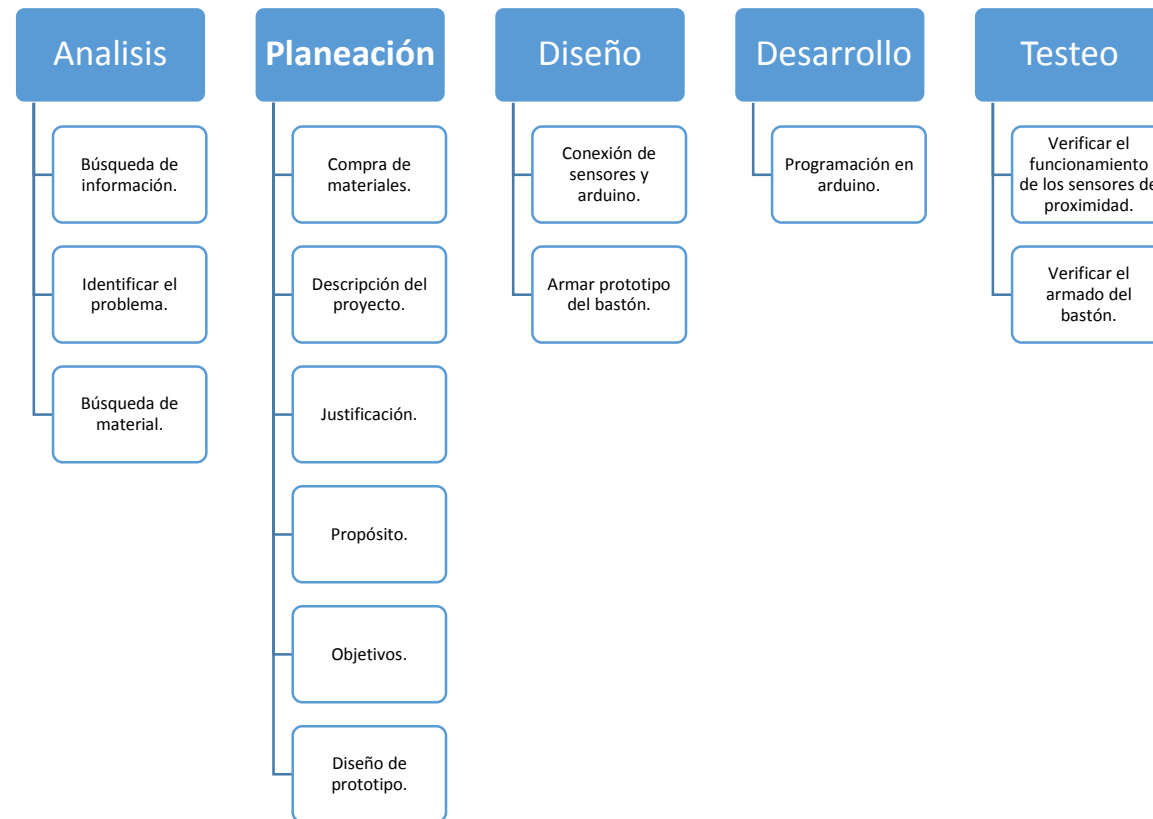 Analisis
Búsqueda de
información.
Identificar el
problema.
Búsqueda de
material.
Planeación
Compra de
materiales.
Descripción del
proyecto.
Justificación.
Propósito.
Objetivos.
Diseño de
prototipo.
Diseño
Conexión de
sensores y
arduino.
Armar prototipo
del bastón.
Desarrollo
Programación en
arduino.
Testeo
Verificar el
funcionamiento
de los sensores de
proximidad.
Verificar el
armado del
bastón.